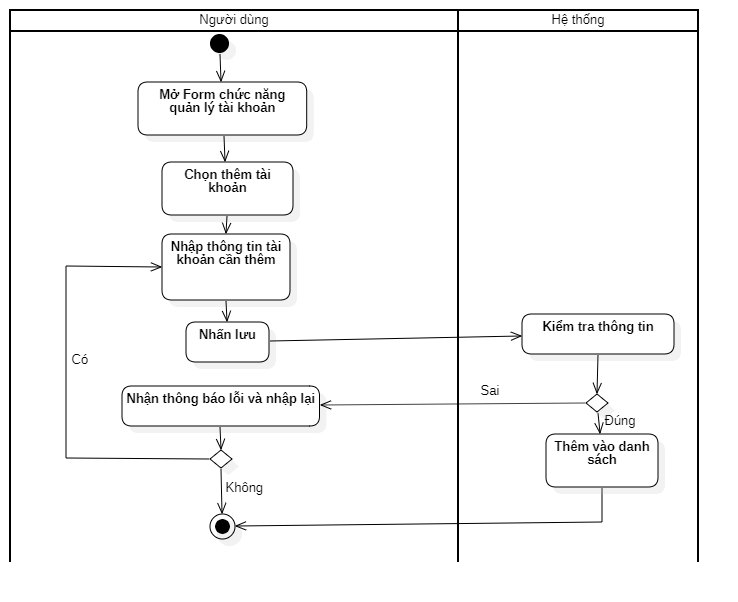 Người dùng
Hệ thống
Mở Form chức năng
quản lý tài khoản
Chọn thêm tài
khoản
Nhập thông tin tài
khoản cần thêm
Nhấn lưu
Kiểm tra thông tin
Có
Sai
Nhận thông báo lỗi và nhập lại
Đúng
Thêm vào danh
sách
Không